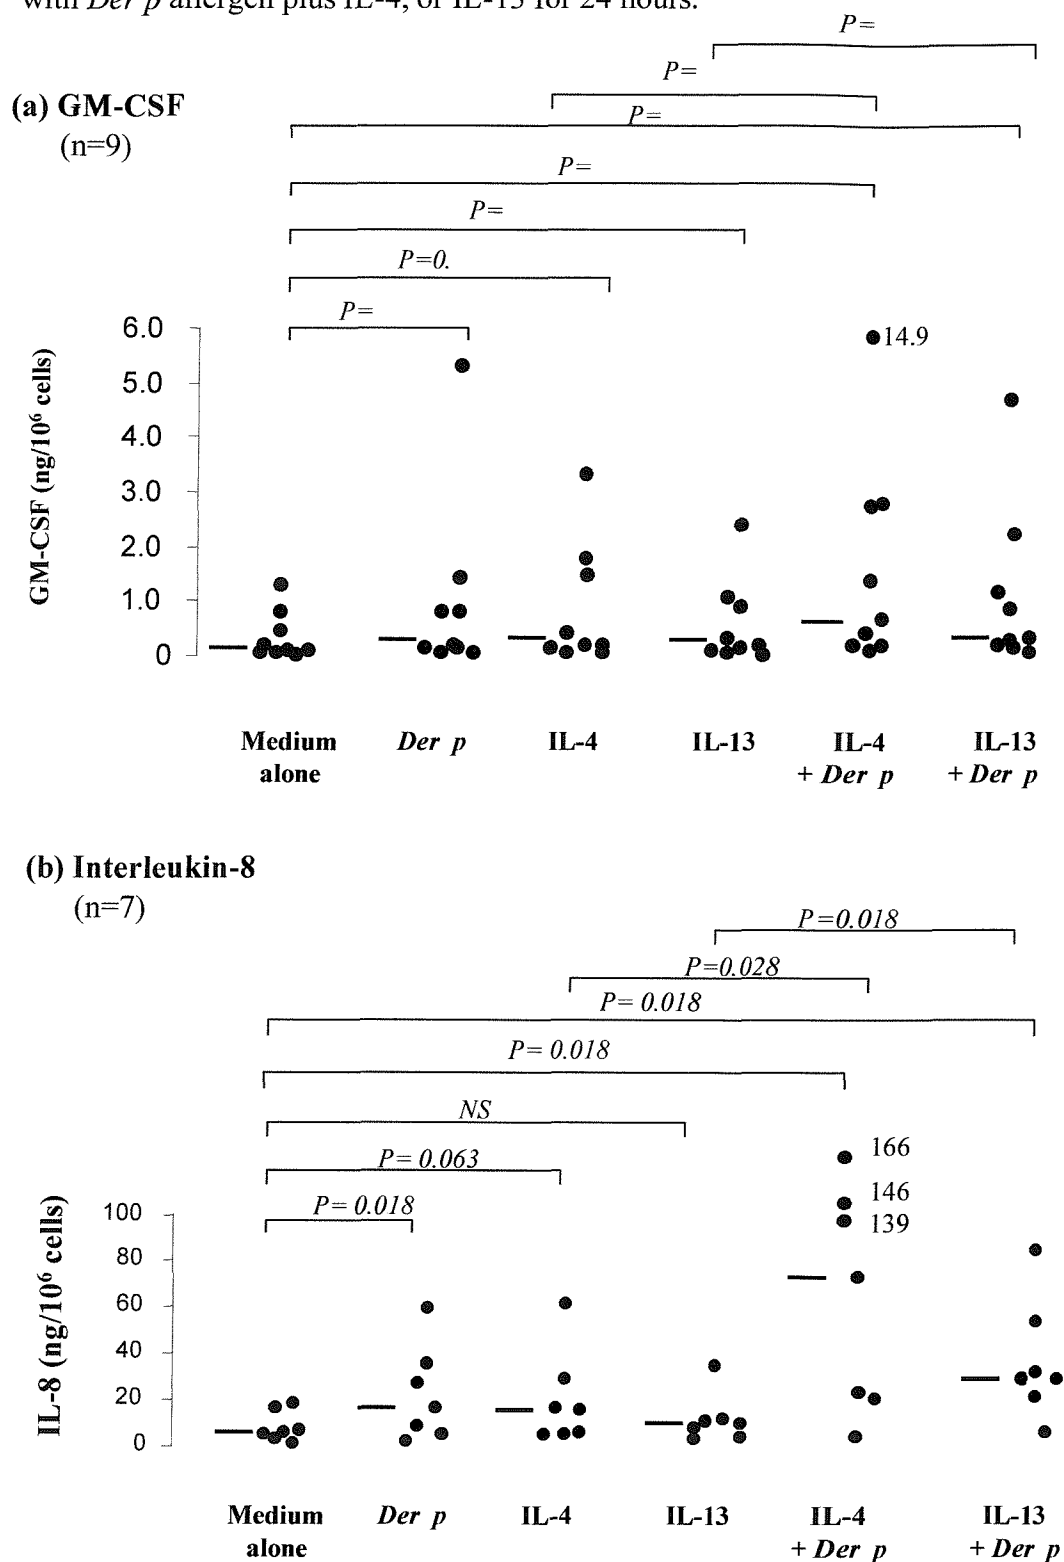 with Der p allergen plus IL-4, or IL-13 for 24 hours.
P=
P=
(a) GM-CSF
P=
(n=9)
P=
P=
P=0.
P=
GM-CSF (ng/10⁶ cells)
6.0
14.9
5.0
4.0
3.0
2.0
1.0
0
Medium alone
Der p
IL-4
IL-13
IL-4 + Der p
IL-13 + Der p
(b) Interleukin-8
(n=7)
P=0.018
P=0.028
P= 0.018
P= 0.018
NS
P= 0.063
P= 0.018
166
146
139
IL-8 (ng/10⁶ cells)
100
80
60
40
20
0
Medium alone
Der p
IL-4
IL-13
IL-4 + Der p
IL-13 + Der p